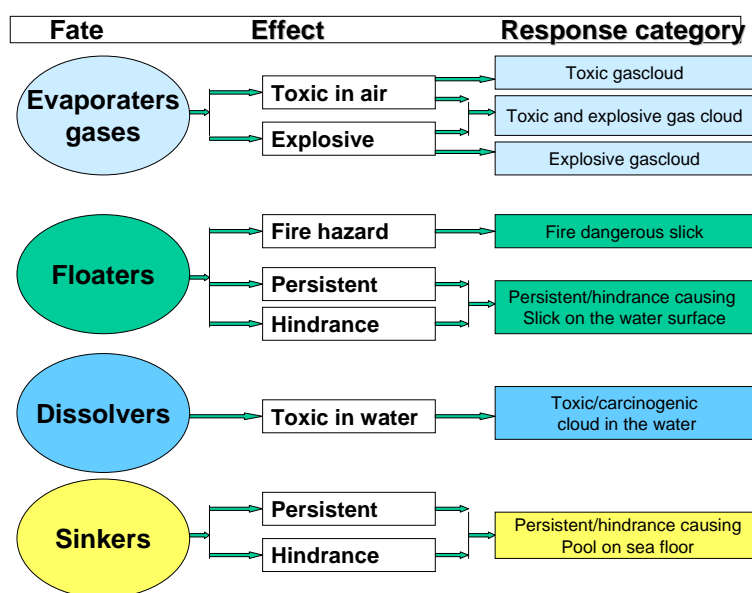 Fate Effect Response category
Evaporaters
gases
Toxic in air
Explosive
Toxic gascloud
Toxic and explosive gas cloud
Explosive gascloud
Floaters
Fire hazard
Persistent
Hindrance
Fire dangerous slick
Persistent/hindrance causing
Slick on the water surface
Dissolvers
Toxic in water
Toxic/carcinogenic
cloud in the water
Sinkers
Persistent
Hindrance
Persistent/hindrance causing
Pool on sea floor